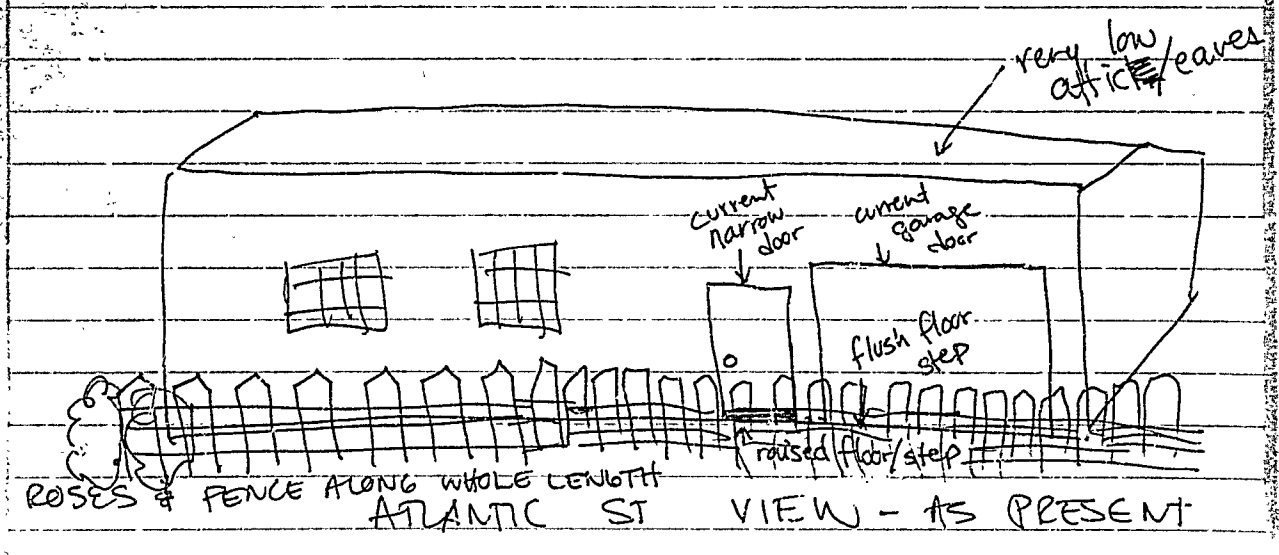 very low
attic/eaves
current
narrow
door
current
garage
door
flush floor
step
raised floor/step
ROSES & FENCE ALONG WHOLE LENGTH
ATLANTIC ST VIEW - AS PRESENT